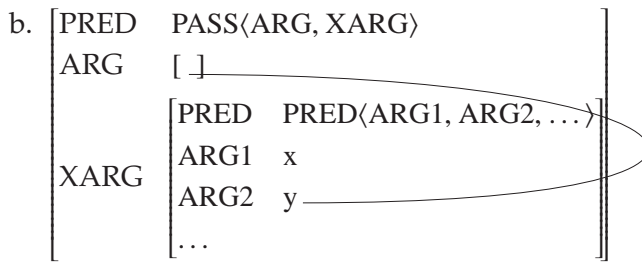 b. PRED PASS⟨ARG, XARG⟩
ARG [ ]
PRED PRED⟨ARG1, ARG2, ...⟩
XARG ARG1 x
ARG2 y
...